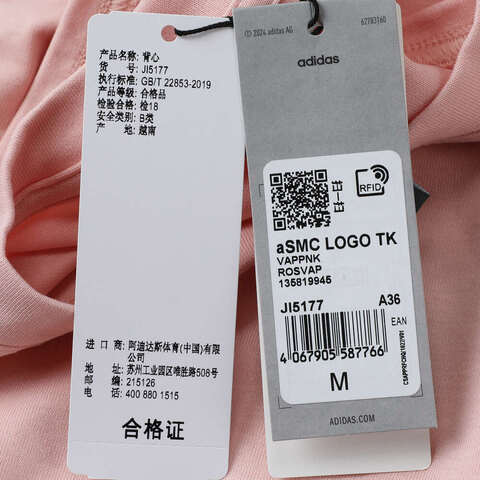 产品名称: 背心
货 号: JI5177
执行标准: GB/T 22853-2019
产品等级: 合格品
检验合格: 检18
安全类别: B类
产 地: 越南
进 口 商: 阿迪达斯体育(中国)有限
公司
地 址: 苏州工业园区唯胜路508号
邮 编: 215126
电 话: 400 880 1515
合格证
© 2024 adidas AG
62783160
adidas
RFID
aSMC LOGO TK
VAPPNK
ROSVAP
135819945
JI5177 A36
EAN
4 067905 587766
M
ADIDAS.COM